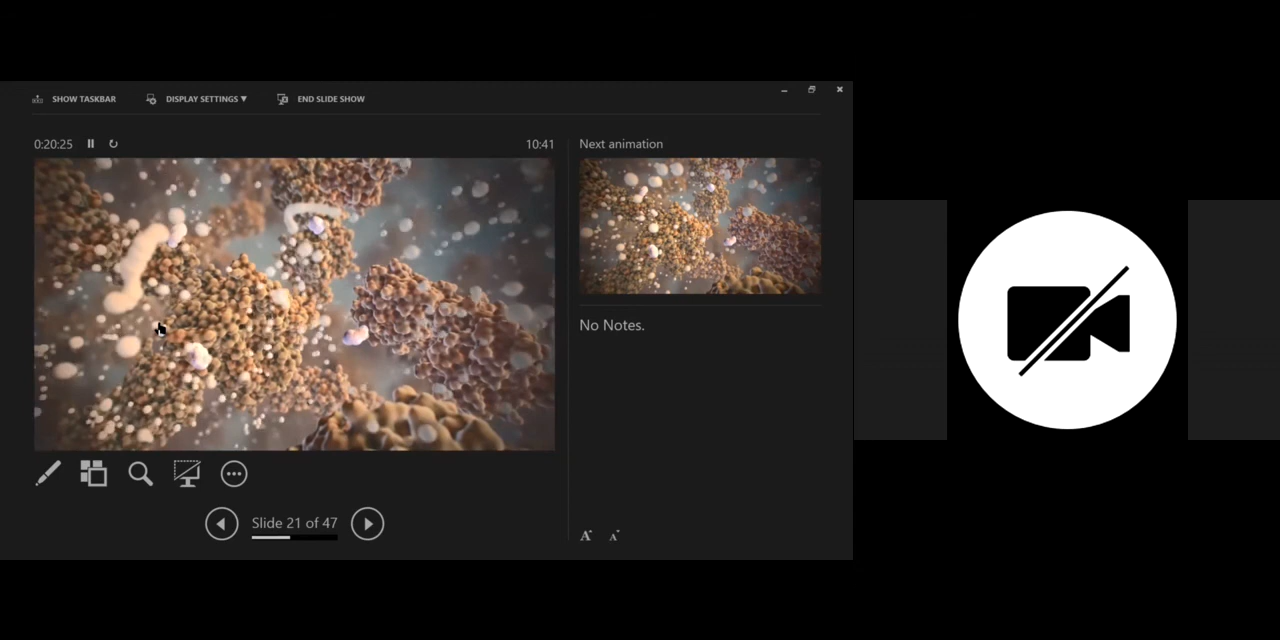 SHOW TASKBAR DISPLAY SETTINGS ▼ END SLIDE SHOW
0:20:25 10:41 Next animation
No Notes.
Slide 21 of 47
A A